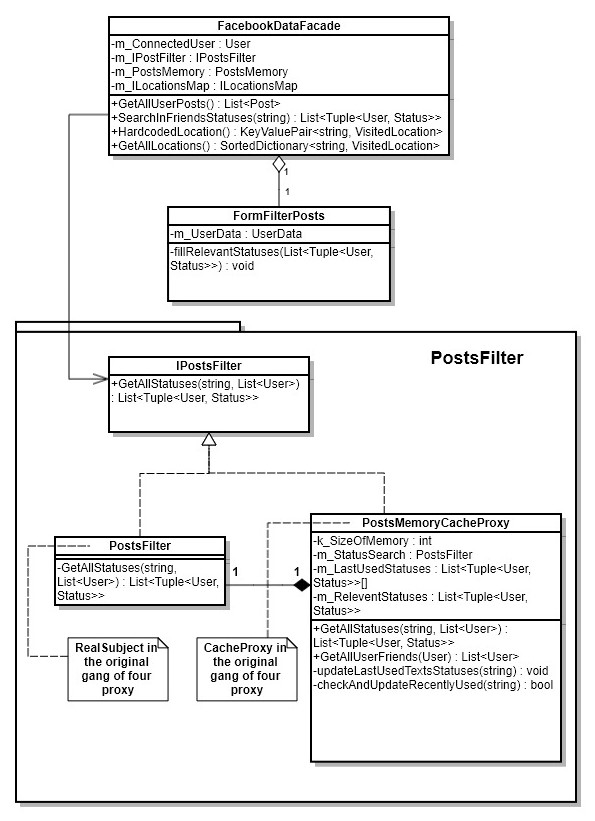 FacebookDataFacade
-m_ConnectedUser : User
-m_IPostFilter : IPostsFilter
-m_PostsMemory : PostsMemory
-m_ILocationsMap : ILocationsMap
+GetAllUserPosts() : List<Post>
+SearchInFriendsStatuses(string) : List<Tuple<User, Status>>
+HardcodedLocation() : KeyValuePair<string, VisitedLocation>
+GetAllLocations() : SortedDictionary<string, VisitedLocation>
1
1
FormFilterPosts
-m_UserData : UserData
-fillRelevantStatuses(List<Tuple<User,
Status>>) : void
PostsFilter
IPostsFilter
+GetAllStatuses(string, List<User>)
: List<Tuple<User, Status>>
PostsFilter
-GetAllStatuses(string,
List<User>) : List<Tuple<User,
Status>>
1
1
PostsMemoryCacheProxy
-k_SizeOfMemory : int
-m_StatusSearch : PostsFilter
-m_LastUsedStatuses : List<Tuple<User,
Status>>[]
-m_ReleventStatuses : List<Tuple<User,
Status>>
+GetAllStatuses(string, List<User>) :
List<Tuple<User, Status>>
+GetAllUserFriends(User) : List<User>
-updateLastUsedTextsStatuses(string) : void
-checkAndUpdateRecentlyUsed(string) : bool
RealSubject in
the original
gang of four
proxy
CacheProxy in
the original
gang of four
proxy